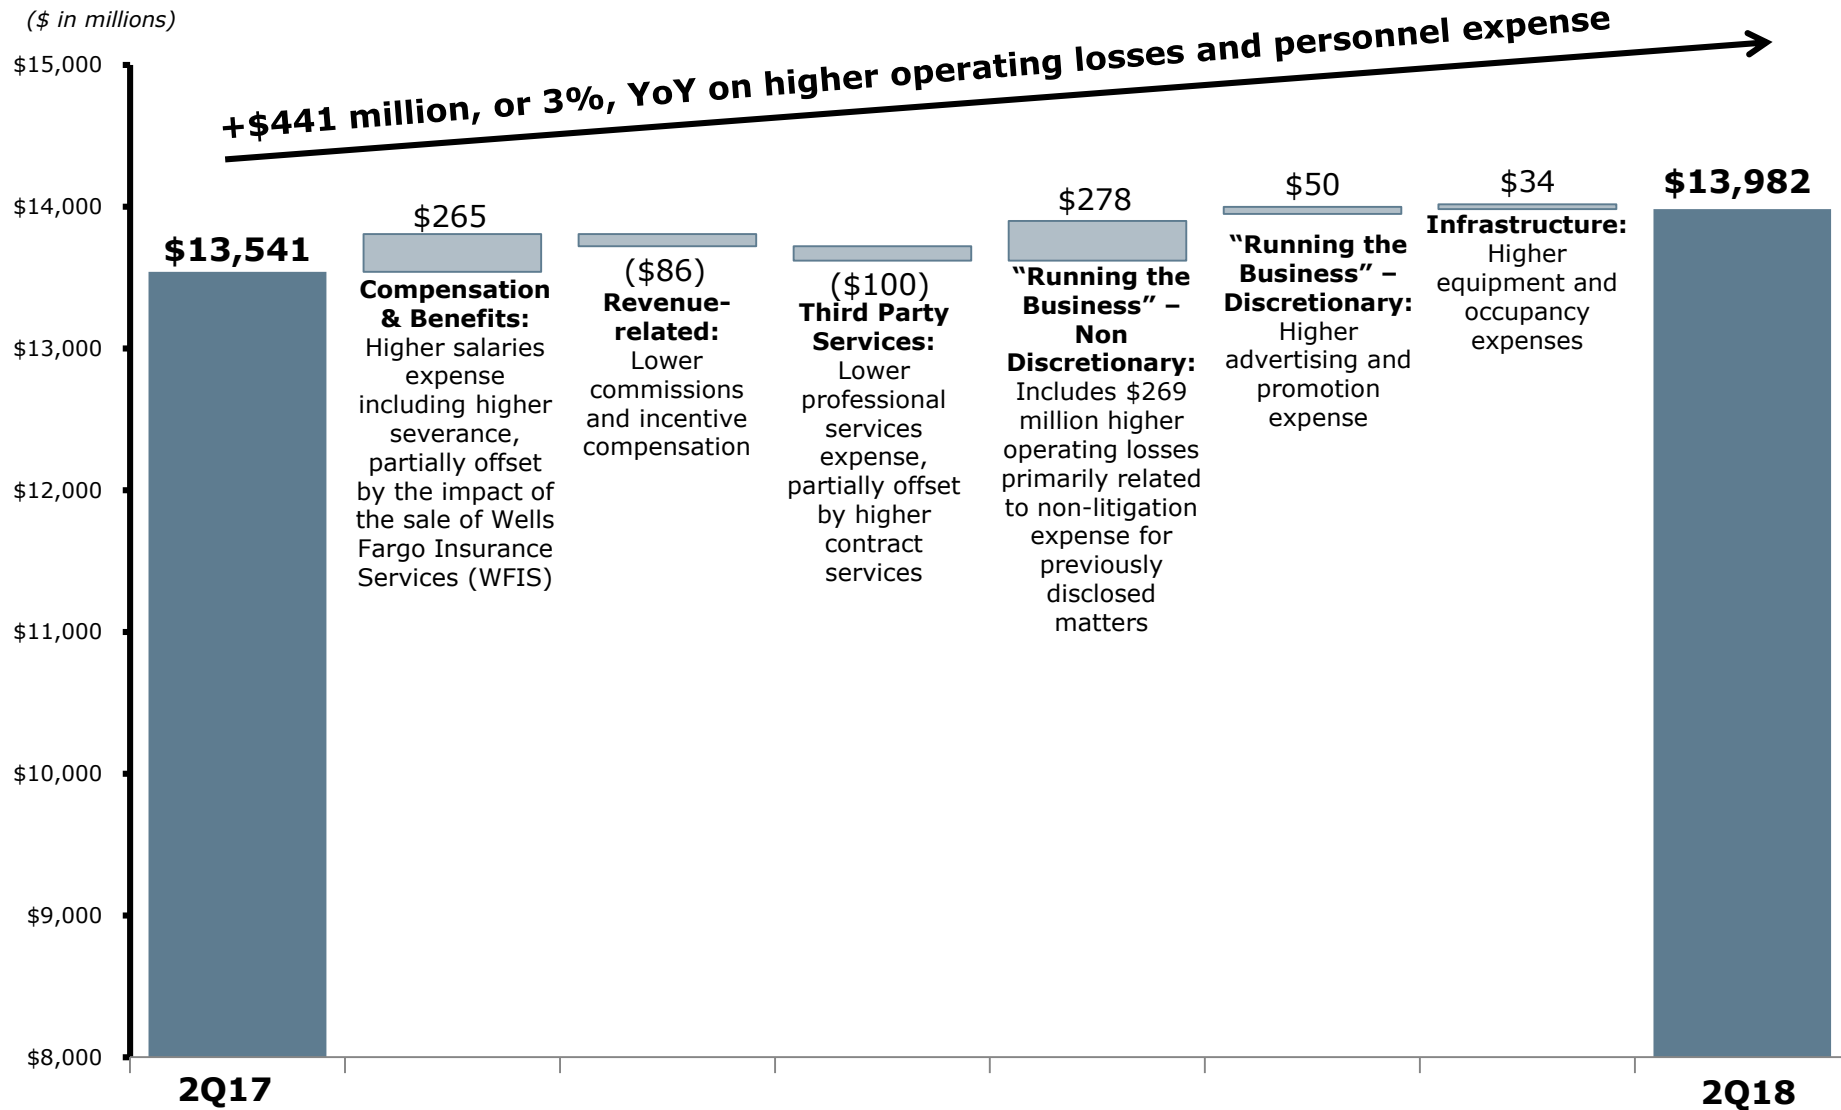 ($ in millions)
+$441 million, or 3%, YoY on higher operating losses and personnel expense
$15,000
$14,000
$13,000
$12,000
$11,000
$10,000
$9,000
$8,000
$13,541
2Q17
$265
Compensation
& Benefits:
Higher salaries
expense
including higher
severance,
partially offset
by the impact of
the sale of Wells
Fargo Insurance
Services (WFIS)
($86)
Revenue-
related:
Lower
commissions
and incentive
compensation
($100)
Third Party
Services:
Lower
professional
services
expense,
partially offset
by higher
contract
services
$278
“Running the
Business” –
Non
Discretionary:
Includes $269
million higher
operating losses
primarily related
to non-litigation
expense for
previously
disclosed
matters
$50
“Running the
Business” –
Discretionary:
Higher
advertising and
promotion
expense
$34
Infrastructure:
Higher
equipment and
occupancy
expenses
$13,982
2Q18